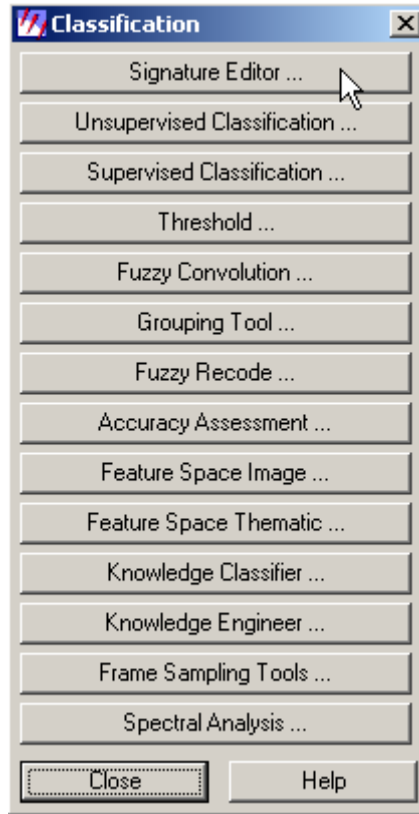 Classification
Signature Editor ...
Unsupervised Classification ...
Supervised Classification ...
Threshold ...
Fuzzy Convolution ...
Grouping Tool ...
Fuzzy Recode ...
Accuracy Assessment ...
Feature Space Image ...
Feature Space Thematic ...
Knowledge Classifier ...
Knowledge Engineer ...
Frame Sampling Tools ...
Spectral Analysis ...
Close Help